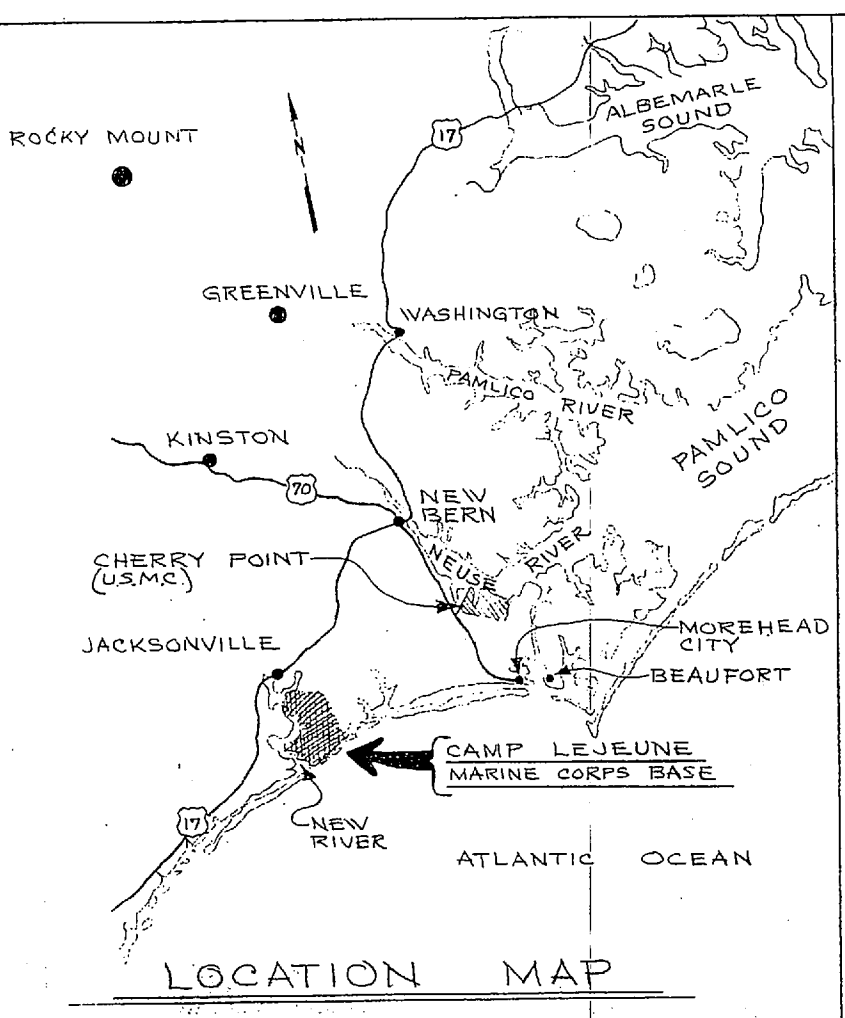 ALBEMARLE
SOUND
17
ROCKY MOUNT
N
GREENVILLE
WASHINGTON
PAMLICO RIVER
PAMLICO
SOUND
KINSTON
70
NEW
BERN
NEUSE RIVER
CHERRY POINT
(U.S.M.C.)
MOREHEAD
CITY
JACKSONVILLE
BEAUFORT
CAMP LEJEUNE
MARINE CORPS BASE
17
NEW
RIVER
ATLANTIC OCEAN
LOCATION MAP